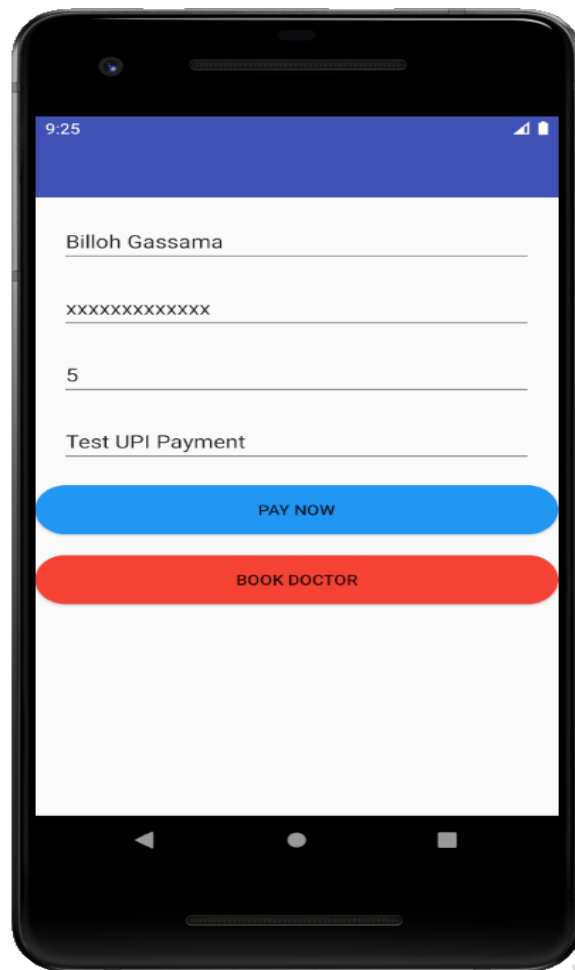 9:25
Billoh Gassama
xxxxxxxxxxxxx
5
Test UPI Payment
PAY NOW
BOOK DOCTOR